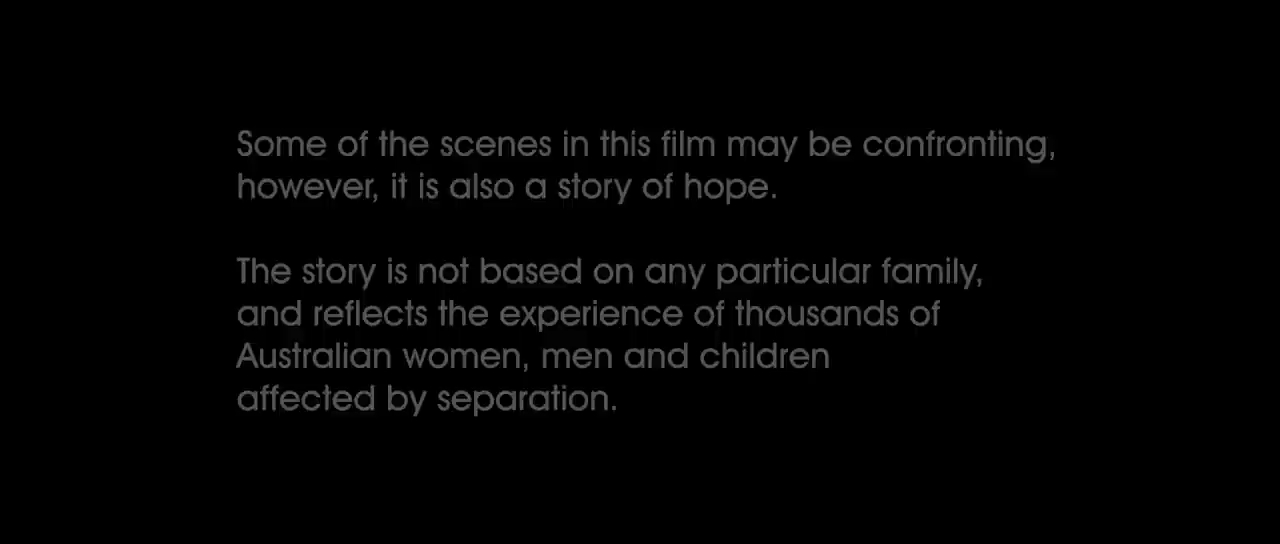 Some of the scenes in this film may be confronting,
however, it is also a story of hope.
The story is not based on any particular family,
and reflects the experience of thousands of
Australian women, men and children
affected by separation.